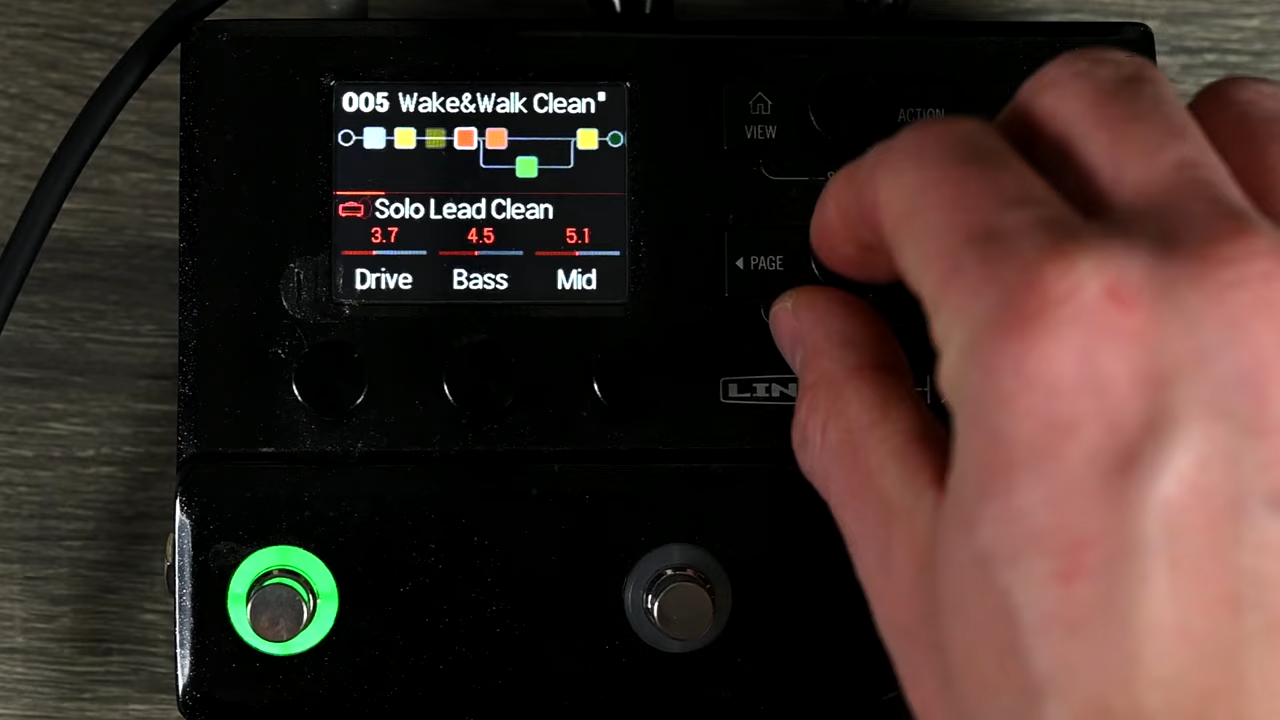 005 Wake&Walk Clean
Solo Lead Clean
3.7 4.5 5.1
Drive Bass Mid
VIEW
ACTION
PAGE
LIN